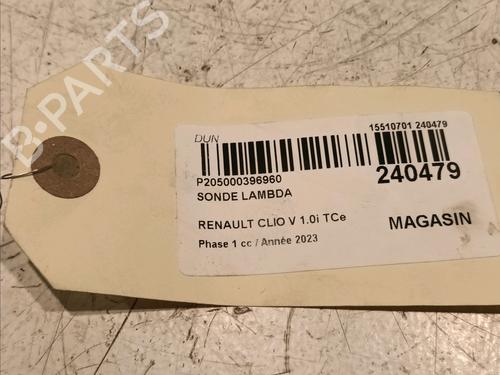 B-PARTS
DUN
15510701 240479
P205000396960
240479
SONDE LAMBDA
RENAULT CLIO V 1.0i TCe
MAGASIN
Phase 1 cc / Année 2023